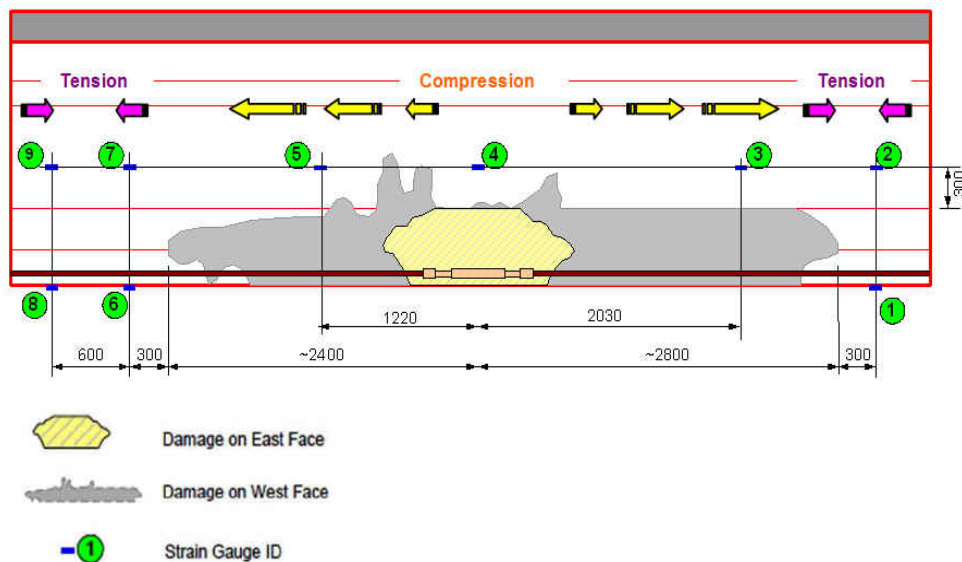 Tension Compression Tension
9 7 5 4 3 2
300
8 6 1
1220 2030
600 300 ~2400 ~2800 300
Damage on East Face
Damage on West Face
1 Strain Gauge ID